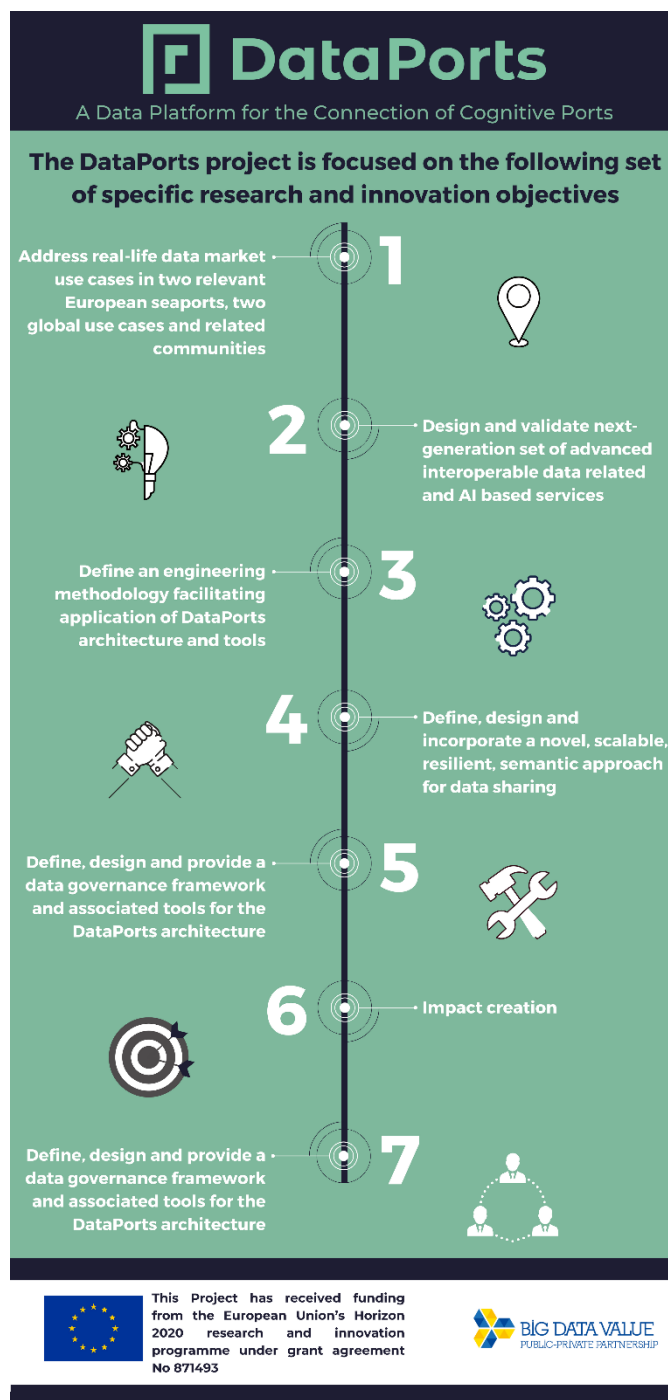 DataPorts
A Data Platform for the Connection of Cognitive Ports
The DataPorts project is focused on the following set
of specific research and innovation objectives
1
Address real-life data market
use cases in two relevant
European seaports, two
global use cases and related
communities
2
Design and validate next-
generation set of advanced
interoperable data related
and AI based services
3
Define an engineering
methodology facilitating
application of DataPorts
architecture and tools
4
Define, design and
incorporate a novel, scalable,
resilient, semantic approach
for data sharing
5
Define, design and provide a
data governance framework
and associated tools for the
DataPorts architecture
6
Impact creation
7
Define, design and provide a
data governance framework
and associated tools for the
DataPorts architecture
This Project has received funding
from the European Union's Horizon
2020 research and innovation
programme under grant agreement
No 871493
BIG DATA VALUE
PUBLIC-PRIVATE PARTNERSHIP